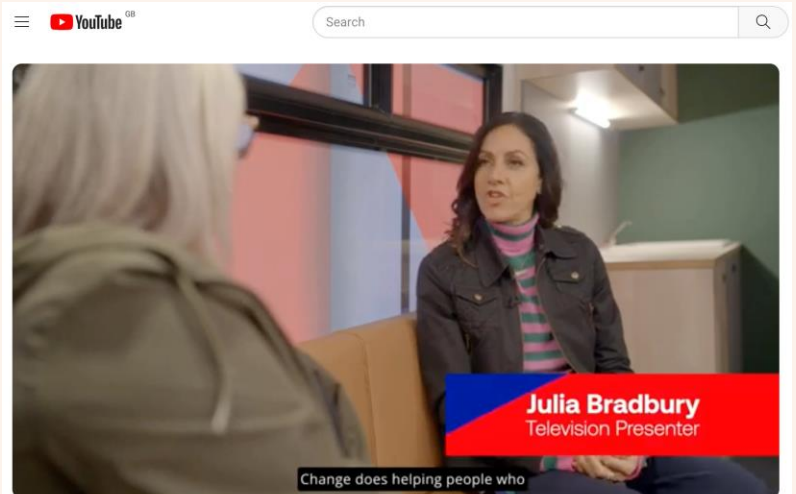 YouTube GB
Search
Julia Bradbury
Television Presenter
Change does helping people who